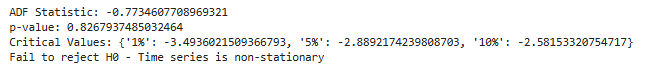 ADF Statistic: -0.7734607708969321
p-value: 0.8267937485032464
Critical Values: {'1%': -3.4936021509366793, '5%': -2.8892174239808703, '10%': -2.58153320754717}
Fail to reject H0 - Time series is non-stationary